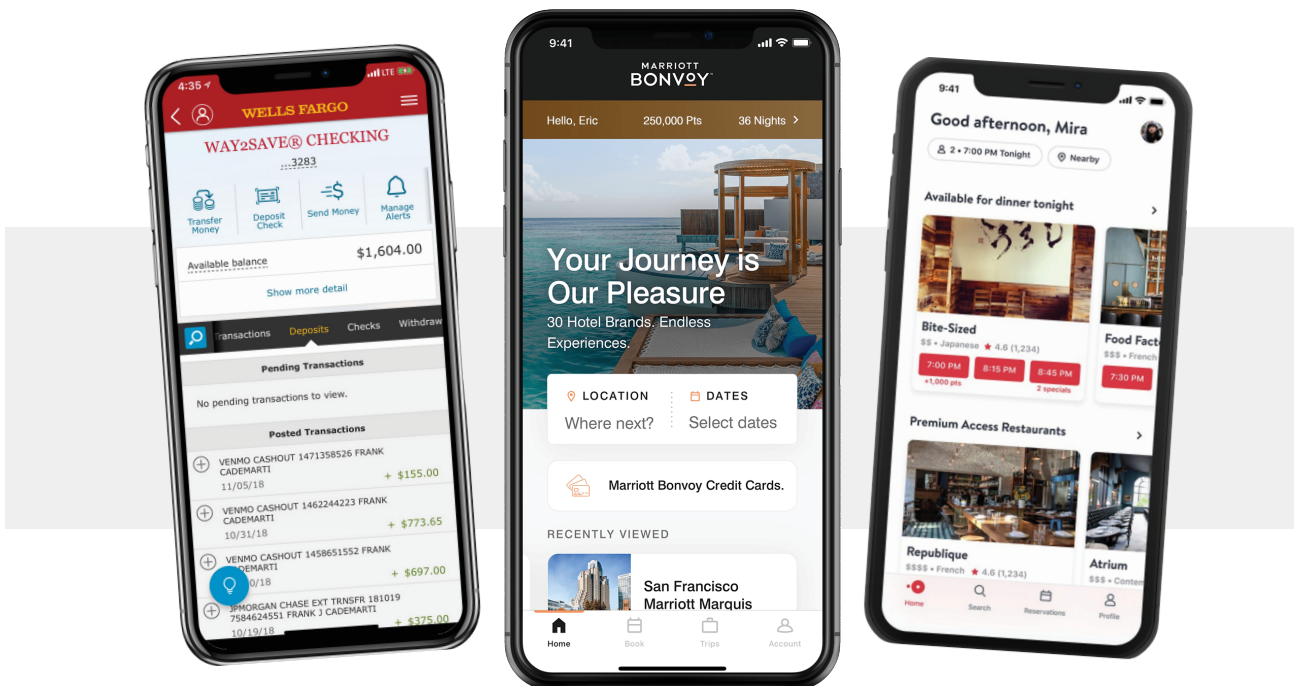 4:35
LTE
WELLS FARGO
WAY2SAVE® CHECKING
...3283
Transfer
Money
Deposit
Check
Send Money
Manage
Alerts
Available balance
$1,604.00
Show more detail
Transactions
Deposits
Checks
Withdraw
Pending Transactions
No pending transactions to view.
Posted Transactions
VENMO CASHOUT 1471358526 FRANK
CADEMARTI
11/05/18
+ $155.00
VENMO CASHOUT 1462244223 FRANK
CADEMARTI
10/31/18
+ $773.65
VENMO CASHOUT 1458651552 FRANK
DEMARTI
0/18
+ $697.00
JPMORGAN CHASE EXT TRNSFR 181019
7584624551 FRANK J CADEMARTI
10/19/18
+ $375.00
9:41
MARRIOTT
BONVOY™
Hello, Eric
250,000 Pts
36 Nights
Your Journey is
Our Pleasure
30 Hotel Brands. Endless
Experiences.
LOCATION
Where next?
DATES
Select dates
Marriott Bonvoy Credit Cards.
RECENTLY VIEWED
San Francisco
Marriott Marquis
Home
Book
Trips
Account
9:41
Good afternoon, Mira
2 • 7:00 PM Tonight
Nearby
Available for dinner tonight
Bite-Sized
$$ • Japanese ★ 4.6 (1,234)
7:00 PM
8:15 PM
8:45 PM
+1,000 pts
2 specials
Food Facto
$$$ • French
7:30 PM
Premium Access Restaurants
Republique
$$$$ • French ★ 4.6 (1,234)
Atrium
$$$ • Contem
Home
Search
Reservations
Profile